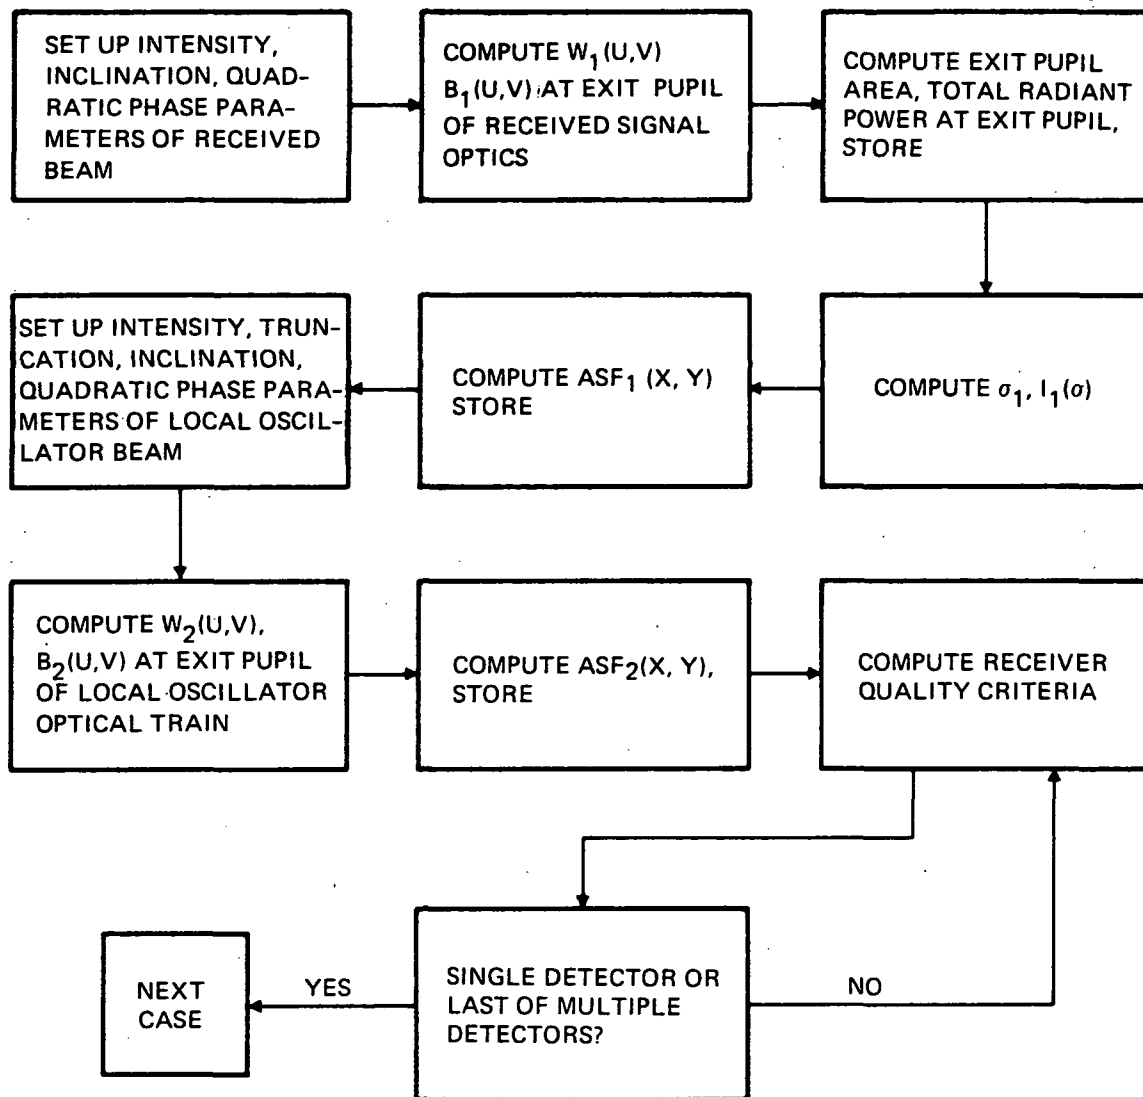 SET UP INTENSITY,
INCLINATION, QUAD-
RATIC PHASE PARA-
METERS OF RECEIVED
BEAM
COMPUTE W₁(U,V)
B₁(U,V) AT EXIT PUPIL
OF RECEIVED SIGNAL
OPTICS
COMPUTE EXIT PUPIL
AREA, TOTAL RADIANT
POWER AT EXIT PUPIL,
STORE
COMPUTE σ₁, I₁(σ)
COMPUTE ASF₁ (X, Y)
STORE
SET UP INTENSITY, TRUN-
CATION, INCLINATION,
QUADRATIC PHASE PARA-
METERS OF LOCAL OSCIL-
LATOR BEAM
COMPUTE W₂(U,V),
B₂(U,V) AT EXIT PUPIL
OF LOCAL OSCILLATOR
OPTICAL TRAIN
COMPUTE ASF₂(X, Y),
STORE
COMPUTE RECEIVER
QUALITY CRITERIA
SINGLE DETECTOR OR
LAST OF MULTIPLE
DETECTORS?
YES
NO
NEXT
CASE